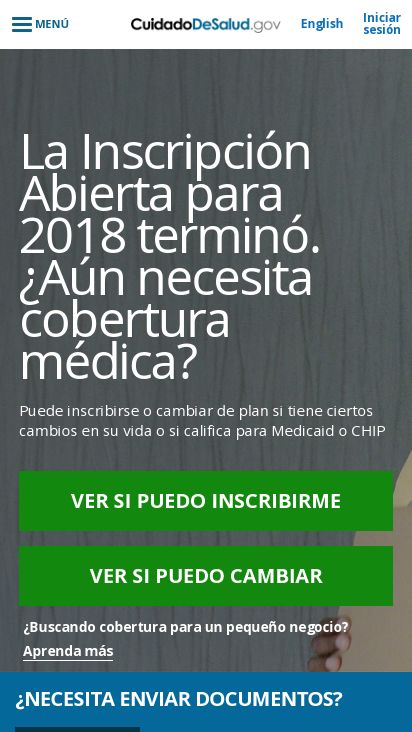 MENÚ
CuidadoDeSalud.gov
English
Iniciar
sesión
La Inscripción
Abierta para
2018 terminó.
¿Aún necesita
cobertura
médica?
Puede inscribirse o cambiar de plan si tiene ciertos
cambios en su vida o si califica para Medicaid o CHIP
VER SI PUEDO INSCRIBIRME
VER SI PUEDO CAMBIAR
¿Buscando cobertura para un pequeño negocio?
Aprenda más
¿NECESITA ENVIAR DOCUMENTOS?